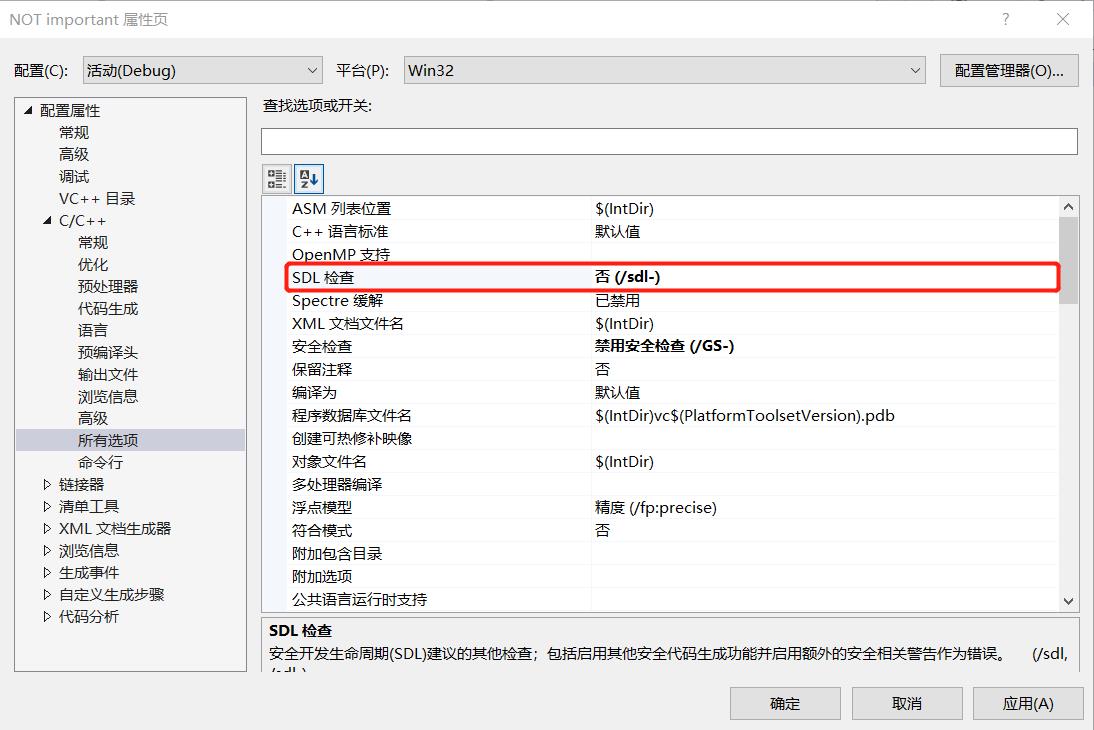 NOT important 属性页
?
配置(C):
活动(Debug)
平台(P):
Win32
配置管理器(O)...
配置属性
常规
高级
调试
VC++ 目录
C/C++
常规
优化
预处理器
代码生成
语言
预编译头
输出文件
浏览信息
高级
所有选项
命令行
链接器
清单工具
XML 文档生成器
浏览信息
生成事件
自定义生成步骤
代码分析
查找选项或开关:
ASM 列表位置 $(IntDir)
C++ 语言标准 默认值
OpenMP 支持
SDL 检查 否 (/sdl-)
Spectre 缓解 已禁用
XML 文档文件名 $(IntDir)
安全检查 禁用安全检查 (/GS-)
保留注释 否
编译为 默认值
程序数据库文件名 $(IntDir)vc$(PlatformToolsetVersion).pdb
创建可热修补映像
对象文件名 $(IntDir)
多处理器编译
浮点模型 精度 (/fp:precise)
符合模式 否
附加包含目录
附加选项
公共语言运行时支持
SDL 检查
安全开发生命周期(SDL)建议的其他检查；包括启用其他安全代码生成功能并启用额外的安全相关警告作为错误。 (/sdl,
/sdl-)
确定
取消
应用(A)